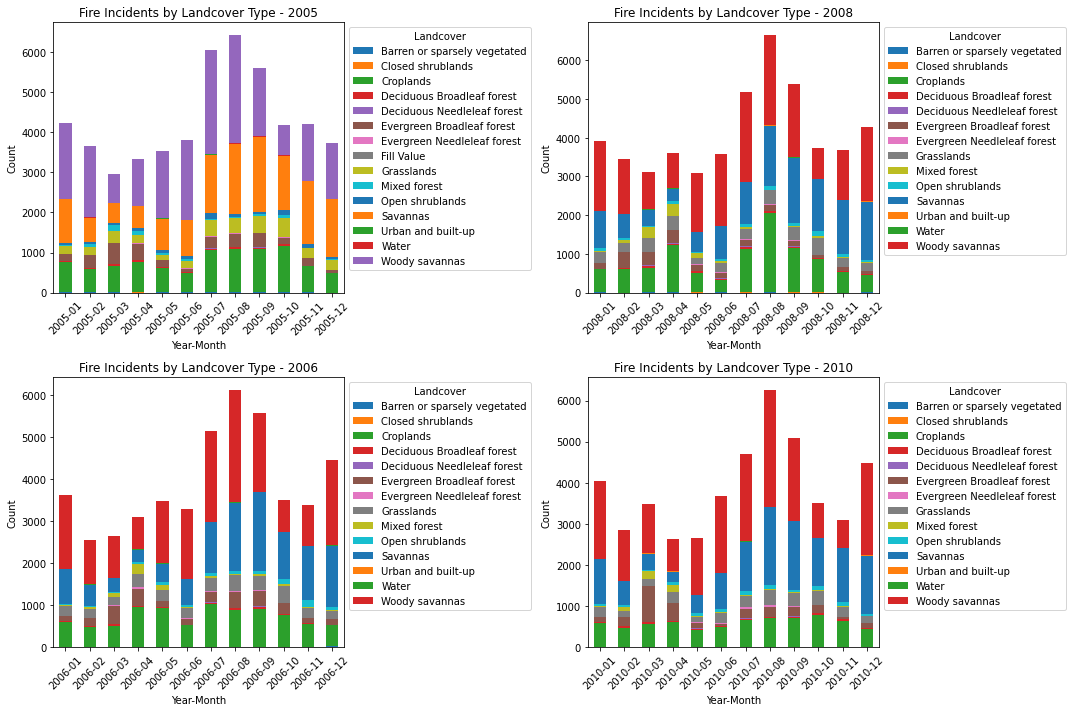 Fire Incidents by Landcover Type - 2005
Count
6000
5000
4000
3000
2000
1000
0
2005-01
2005-02
2005-03
2005-04
2005-05
2005-06
2005-07
2005-08
2005-09
2005-10
2005-11
2005-12
Year-Month
Landcover
Barren or sparsely vegetated
Closed shrublands
Croplands
Deciduous Broadleaf forest
Deciduous Needleleaf forest
Evergreen Broadleaf forest
Evergreen Needleleaf forest
Fill Value
Grasslands
Mixed forest
Open shrublands
Savannas
Urban and built-up
Water
Woody savannas
Fire Incidents by Landcover Type - 2008
Count
6000
5000
4000
3000
2000
1000
0
2008-01
2008-02
2008-03
2008-04
2008-05
2008-06
2008-07
2008-08
2008-09
2008-10
2008-11
2008-12
Year-Month
Landcover
Barren or sparsely vegetated
Closed shrublands
Croplands
Deciduous Broadleaf forest
Deciduous Needleleaf forest
Evergreen Broadleaf forest
Evergreen Needleleaf forest
Grasslands
Mixed forest
Open shrublands
Savannas
Urban and built-up
Water
Woody savannas
Fire Incidents by Landcover Type - 2006
Count
6000
5000
4000
3000
2000
1000
0
2006-01
2006-02
2006-03
2006-04
2006-05
2006-06
2006-07
2006-08
2006-09
2006-10
2006-11
2006-12
Year-Month
Landcover
Barren or sparsely vegetated
Closed shrublands
Croplands
Deciduous Broadleaf forest
Deciduous Needleleaf forest
Evergreen Broadleaf forest
Evergreen Needleleaf forest
Grasslands
Mixed forest
Open shrublands
Savannas
Urban and built-up
Water
Woody savannas
Fire Incidents by Landcover Type - 2010
Count
6000
5000
4000
3000
2000
1000
0
2010-01
2010-02
2010-03
2010-04
2010-05
2010-06
2010-07
2010-08
2010-09
2010-10
2010-11
2010-12
Year-Month
Landcover
Barren or sparsely vegetated
Closed shrublands
Croplands
Deciduous Broadleaf forest
Deciduous Needleleaf forest
Evergreen Broadleaf forest
Evergreen Needleleaf forest
Grasslands
Mixed forest
Open shrublands
Savannas
Urban and built-up
Water
Woody savannas